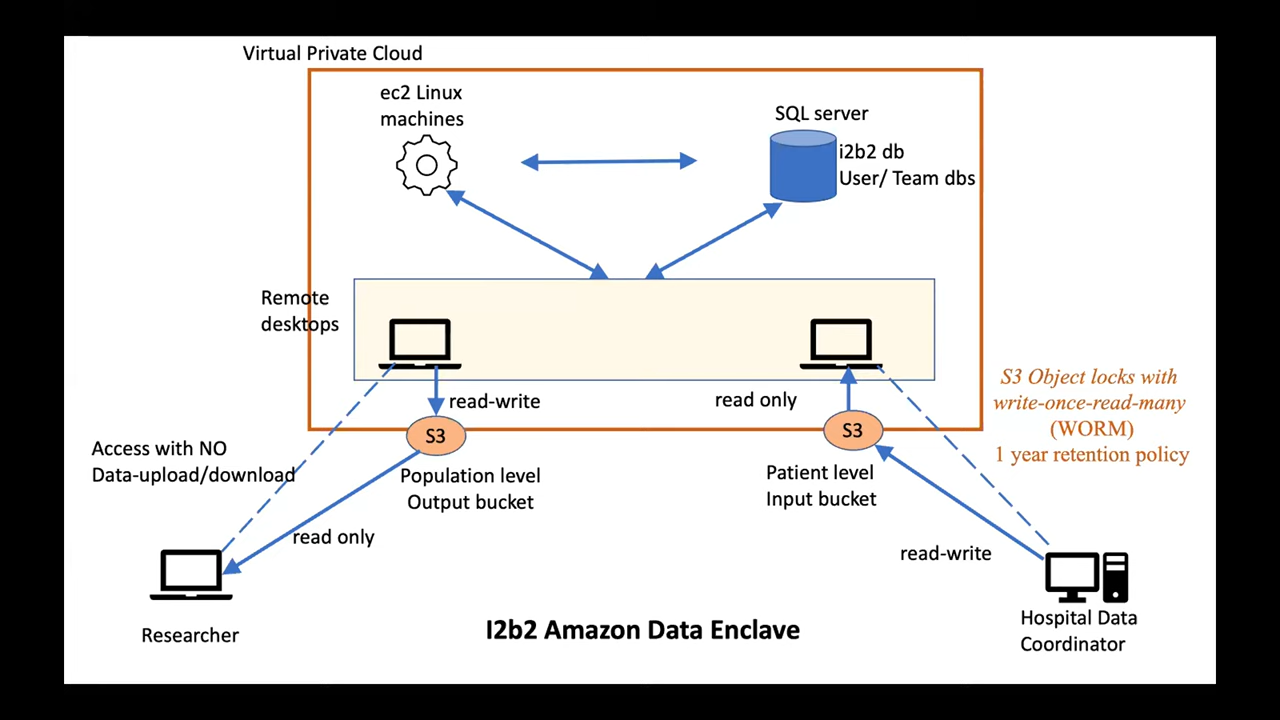 Virtual Private Cloud
ec2 Linux
machines
SQL server
i2b2 db
User/ Team dbs
Remote
desktops
read-write
read only
S3 Object locks with
write-once-read-many
(WORM)
1 year retention policy
S3
S3
Access with NO
Data-upload/download
Population level
Output bucket
Patient level
Input bucket
read only
read-write
Researcher
I2b2 Amazon Data Enclave
Hospital Data
Coordinator